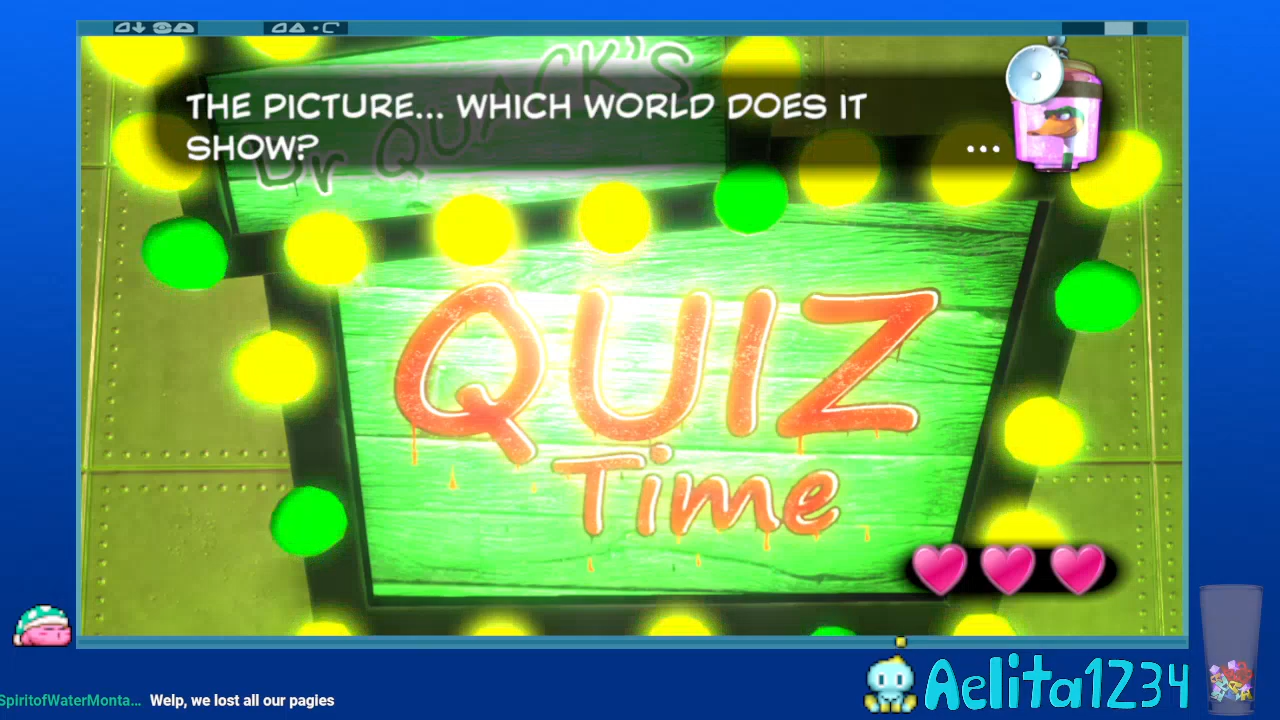 THE PICTURE... WHICH WORLD DOES IT
SHOW?
...
Dr QUACK'S
QUIZ
Time
SpiritofWaterMonta... Welp, we lost all our pagies
Aelita1234